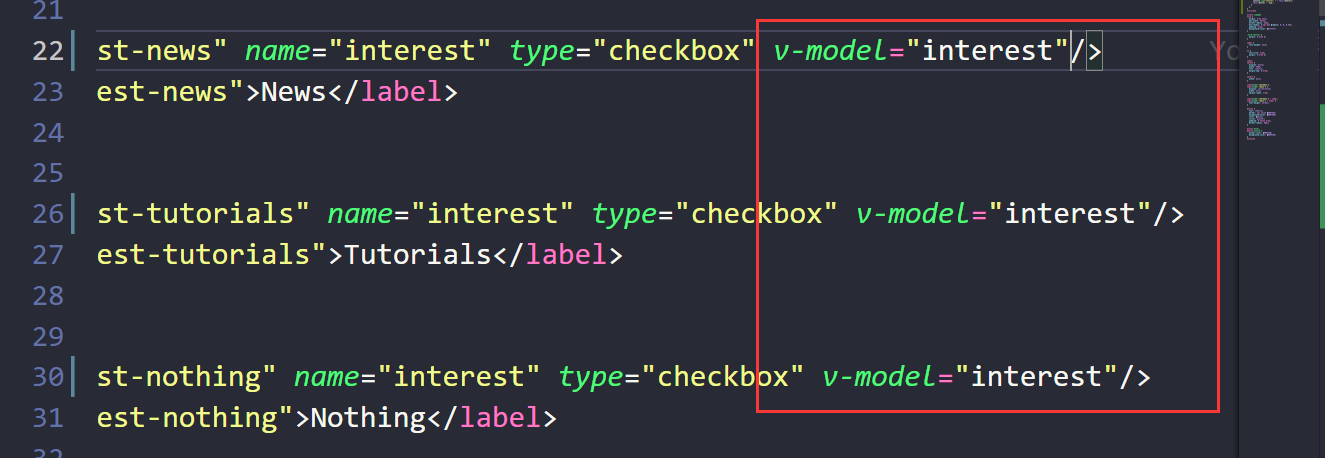 21
22 st-news" name="interest" type="checkbox" v-model="interest"/> Yo
23 est-news">News</label>
24
25
26 st-tutorials" name="interest" type="checkbox" v-model="interest"/>
27 est-tutorials">Tutorials</label>
28
29
30 st-nothing" name="interest" type="checkbox" v-model="interest"/>
31 est-nothing">Nothing</label>
32